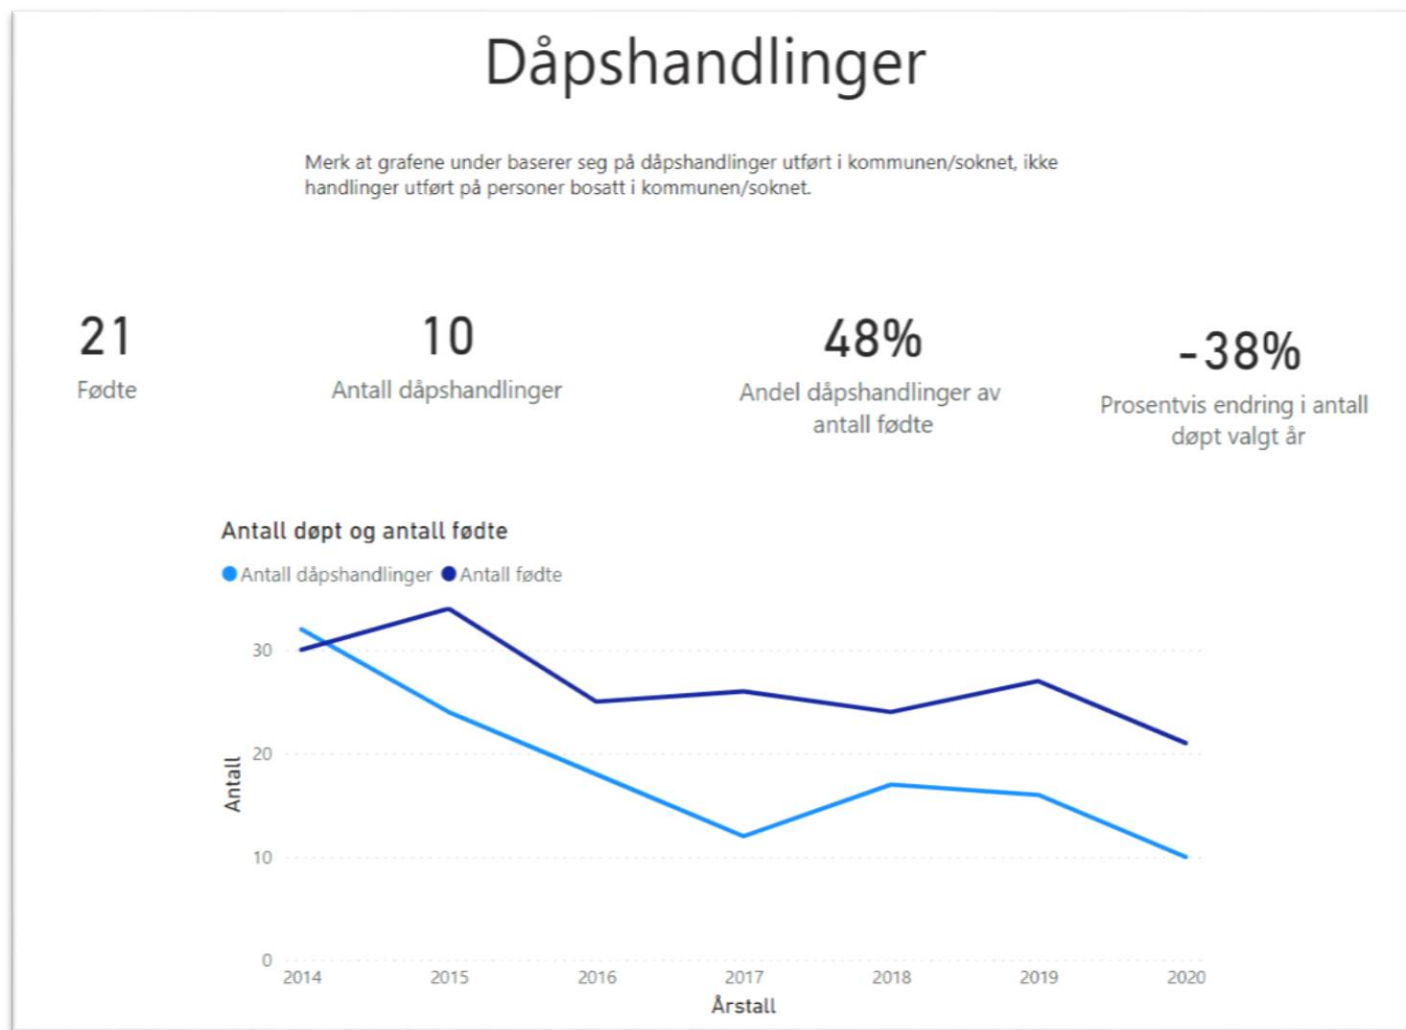 Dåpshandlinger
Merk at grafene under baserer seg på dåpshandlinger utført i kommunen/soknet, ikke
handlinger utført på personer bosatt i kommunen/soknet.
21
Fødte
10
Antall dåpshandlinger
48%
Andel dåpshandlinger av
antall fødte
-38%
Prosentvis endring i antall
døpt valgt år
Antall døpt og antall fødte
Antall dåpshandlinger Antall fødte
30
20
10
0
Antall
2014 2015 2016 2017 2018 2019 2020
Årstall